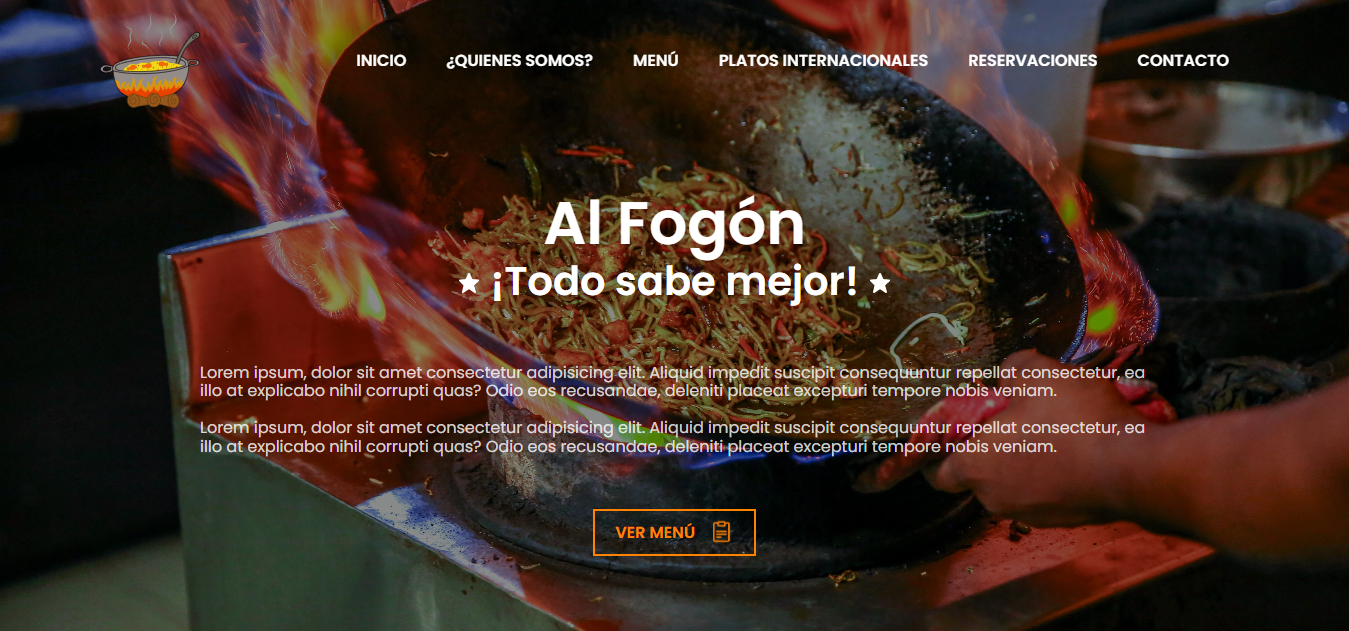 INICIO ¿QUIENES SOMOS? MENÚ PLATOS INTERNACIONALES RESERVACIONES CONTACTO
Al Fogón
¡Todo sabe mejor!
Lorem ipsum, dolor sit amet consectetur adipisicing elit. Aliquid impedit suscipit consequuntur repellat consectetur, ea
illo at explicabo nihil corrupti quas? Odio eos recusandae, deleniti placeat excepturi tempore nobis veniam.
Lorem ipsum, dolor sit amet consectetur adipisicing elit. Aliquid impedit suscipit consequuntur repellat consectetur, ea
illo at explicabo nihil corrupti quas? Odio eos recusandae, deleniti placeat excepturi tempore nobis veniam.
VER MENÚ